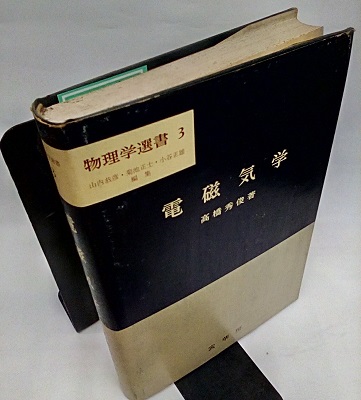 物理学選書 3
山内恭彦・菊池正士・小谷正雄
編集
電磁気学
高橋秀俊著
裳華房